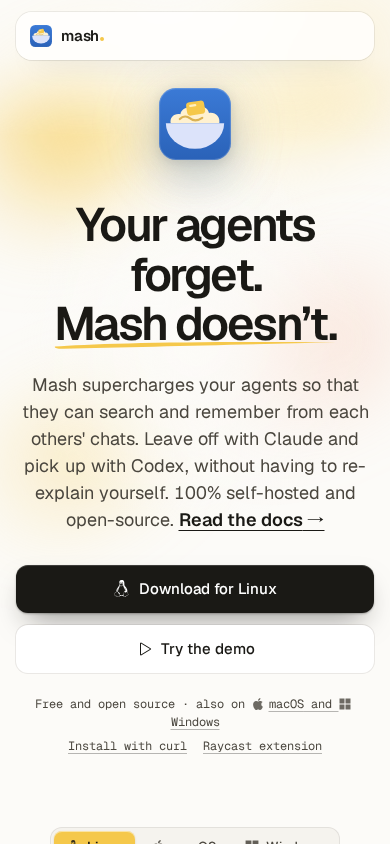 mash.
Your agents
forget.
Mash doesn’t.
Mash supercharges your agents so that
they can search and remember from each
others' chats. Leave off with Claude and
pick up with Codex, without having to re-
explain yourself. 100% self-hosted and
open-source. Read the docs →
Download for Linux
Try the demo
Free and open source · also on macOS and
Windows
Install with curl Raycast extension